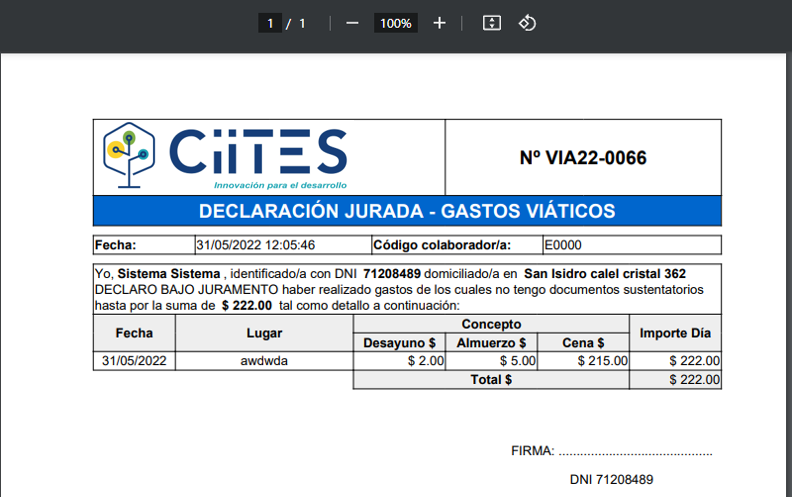 1 / 1 100%
CiiTES
Innovación para el desarrollo
Nº VIA22-0066
DECLARACIÓN JURADA - GASTOS VIÁTICOS
Fecha: 31/05/2022 12:05:46 Código colaborador/a: E0000
Yo, Sistema Sistema , identificado/a con DNI 71208489 domiciliado/a en San Isidro calel cristal 362
DECLARO BAJO JURAMENTO haber realizado gastos de los cuales no tengo documentos sustentatorios
hasta por la suma de $ 222.00 tal como detallo a continuación:
Fecha Lugar Concepto Importe Día
Desayuno $ Almuerzo $ Cena $
31/05/2022 awdwda $ 2.00 $ 5.00 $ 215.00 $ 222.00
Total $ $ 222.00
FIRMA: ...........................................
DNI 71208489